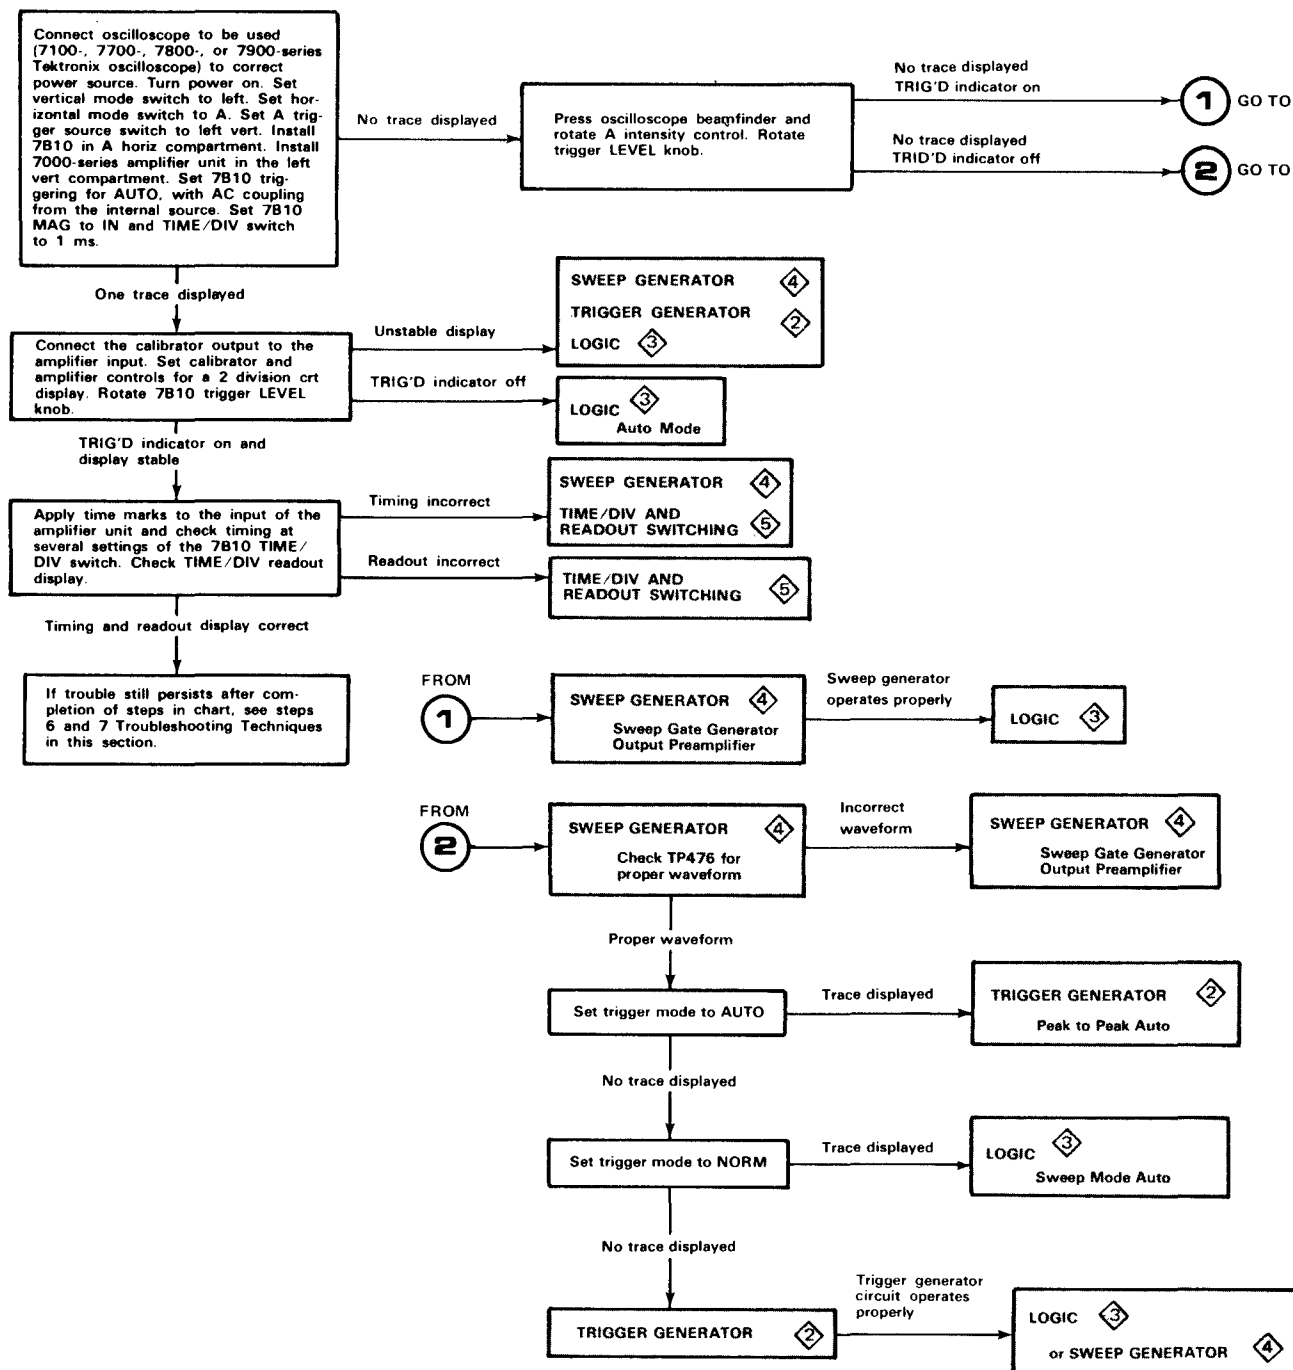 Connect oscilloscope to be used
(7100-, 7700-, 7800-, or 7900-series
Tektronix oscilloscope) to correct
power source. Turn power on. Set
vertical mode switch to left. Set hor-
izontal mode switch to A. Set A trig-
ger source switch to left vert. Install
7B10 in A horiz compartment. Install
7000-series amplifier unit in the left
vert compartment. Set 7B10 trig-
gering for AUTO, with AC coupling
from the internal source. Set 7B10
MAG to IN and TIME/DIV switch
to 1 ms.
No trace displayed
Press oscilloscope beamfinder and
rotate A intensity control. Rotate
trigger LEVEL knob.
No trace displayed
TRIG'D indicator on
1 GO TO
No trace displayed
TRID'D indicator off
2 GO TO
One trace displayed
Connect the calibrator output to the
amplifier input. Set calibrator and
amplifier controls for a 2 division crt
display. Rotate 7B10 trigger LEVEL
knob.
Unstable display
SWEEP GENERATOR 4
TRIGGER GENERATOR 2
LOGIC 3
TRIG'D indicator off
LOGIC 3
Auto Mode
TRIG'D indicator on and
display stable
Apply time marks to the input of the
amplifier unit and check timing at
several settings of the 7B10 TIME/
DIV switch. Check TIME/DIV readout
display.
Timing incorrect
SWEEP GENERATOR 4
TIME/DIV AND
READOUT SWITCHING 5
Readout incorrect
TIME/DIV AND
READOUT SWITCHING 5
Timing and readout display correct
If trouble still persists after com-
pletion of steps in chart, see steps
6 and 7 Troubleshooting Techniques
in this section.
FROM
1
SWEEP GENERATOR 4
Sweep Gate Generator
Output Preamplifier
Sweep generator
operates properly
LOGIC 3
FROM
2
SWEEP GENERATOR 4
Check TP476 for
proper waveform
Incorrect
waveform
SWEEP GENERATOR 4
Sweep Gate Generator
Output Preamplifier
Proper waveform
Set trigger mode to AUTO
Trace displayed
TRIGGER GENERATOR 2
Peak to Peak Auto
No trace displayed
Set trigger mode to NORM
Trace displayed
LOGIC 3
Sweep Mode Auto
No trace displayed
TRIGGER GENERATOR 2
Trigger generator
circuit operates
properly
LOGIC 3
or SWEEP GENERATOR 4